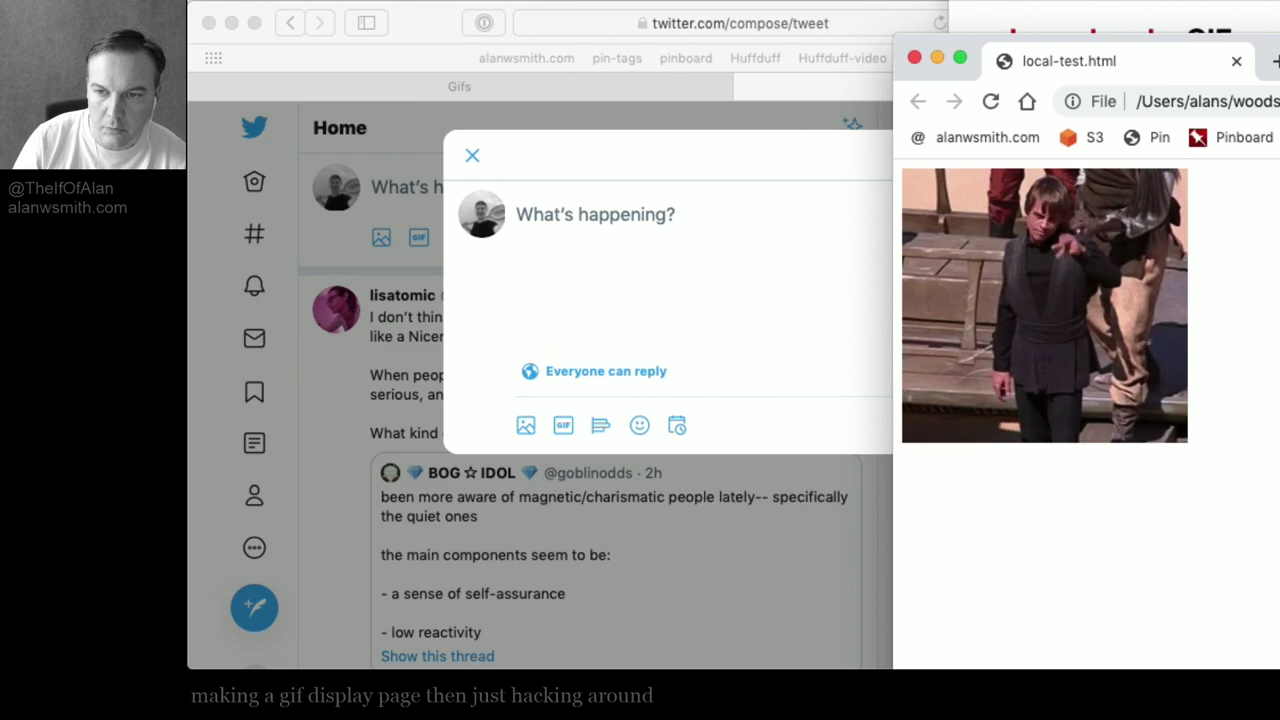 @TheIfOfAlan
alanwsmith.com
twitter.com/compose/tweet
alanwsmith.com pin-tags pinboard Huffduff Huffduff-video
Gifs
Home
What's h
GIF
lisatomic
I don't thin
like a Nicer
When peop
serious, an
What kind
BOG ☆ IDOL @goblinodds · 2h
been more aware of magnetic/charismatic people lately-- specifically
the quiet ones
the main components seem to be:
- a sense of self-assurance
- low reactivity
Show this thread
What's happening?
Everyone can reply
GIF
local-test.html
File /Users/alans/woods
@ alanwsmith.com S3 Pin Pinboard
making a gif display page then just hacking around